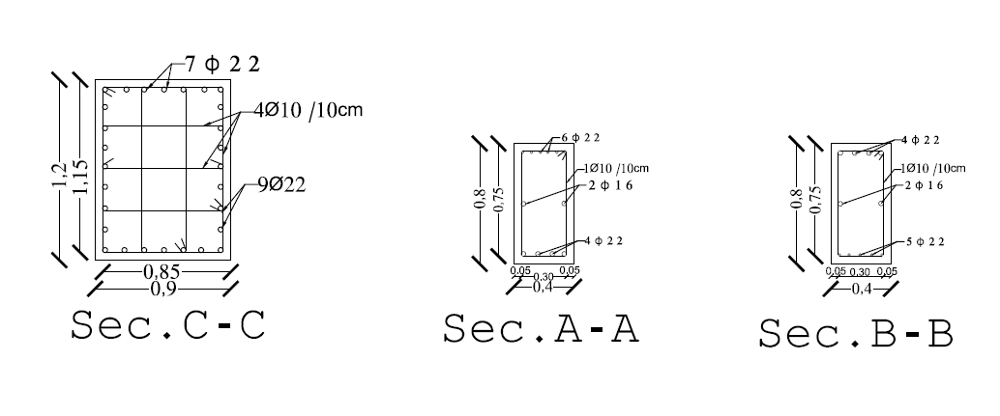 7 ϕ 2 2
4Ø10 /10cm
9Ø22
1,2
1,15
0,85
0,9
Sec.C-C
6 ϕ 2 2
1Ø10 /10cm
2 ϕ 1 6
4 ϕ 2 2
0,8
0,75
0,05
0,30
0,05
0,4
Sec.A-A
4 ϕ 2 2
1Ø10 /10cm
2 ϕ 1 6
5 ϕ 2 2
0,8
0,75
0,05 0,30 0,05
0,4
Sec.B-B